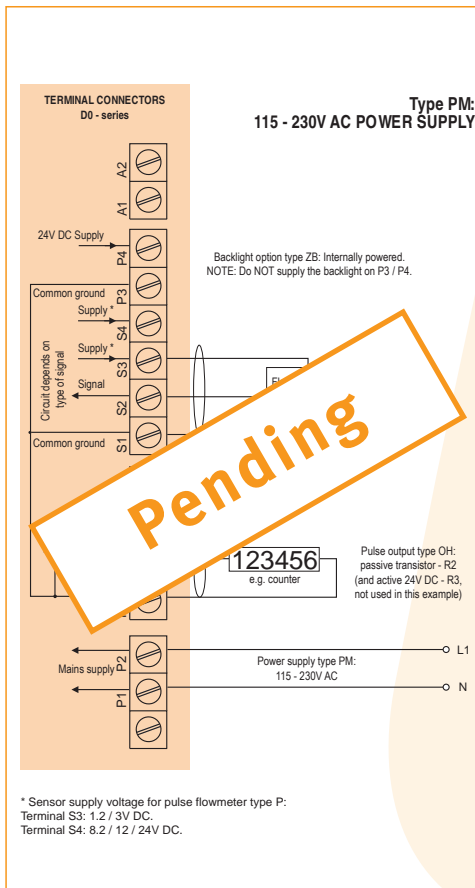 TERMINAL CONNECTORS
D0 - series
Type PM:
115 - 230V AC POWER SUPPLY
A2
A1
24V DC Supply
P4
Backlight option type ZB: Internally powered.
NOTE: Do NOT supply the backlight on P3 / P4.
Common ground
P3
Supply *
S4
Supply *
S3
Circuit depends on
type of signal
Signal
S2
Common ground
S1
Pending
123456
e.g. counter
Pulse output type OH:
passive transistor - R2
(and active 24V DC - R3,
not used in this example)
Mains supply
P2
P1
Power supply type PM:
115 - 230V AC
L1
N
* Sensor supply voltage for pulse flowmeter type P:
Terminal S3: 1.2 / 3V DC.
Terminal S4: 8.2 / 12 / 24V DC.